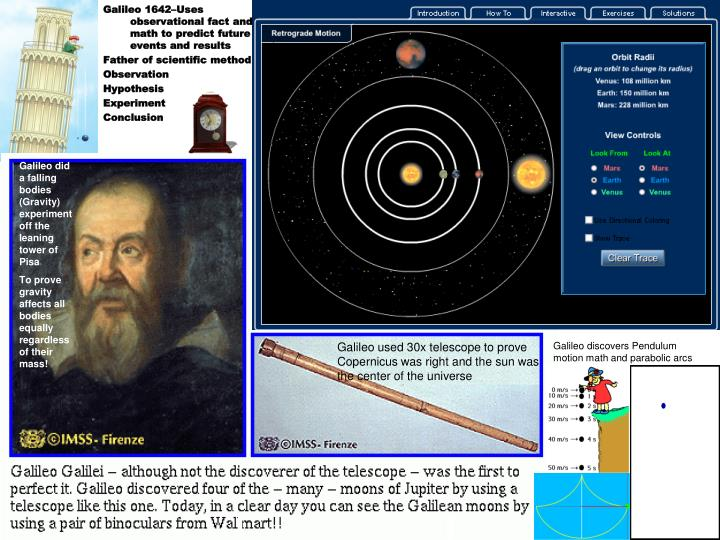 Galileo 1642–Uses
observational fact and
math to predict future
events and results
Father of scientific method
Observation
Hypothesis
Experiment
Conclusion
Introduction
How To
Interactive
Exercises
Solutions
Retrograde Motion
Orbit Radii
(drag an orbit to change its radius)
Venus: 108 million km
Earth: 150 million km
Mars: 228 million km
View Controls
Look From Look At
Mars Mars
Earth Earth
Venus Venus
Use Directional Coloring
Show Trace
Clear Trace
Galileo did
a falling
bodies
(Gravity)
experiment
off the
leaning
tower of
Pisa
To prove
gravity
affects all
bodies
equally
regardless
of their
mass!
©IMSS - Firenze
Galileo used 30x telescope to prove
Copernicus was right and the sun was
the center of the universe
©IMSS - Firenze
Galileo discovers Pendulum
motion math and parabolic arcs
0 m/s
10 m/s 1
20 m/s 2 s
30 m/s 3 s
40 m/s 4 s
50 m/s 5 s
Galileo Galilei – although not the discoverer of the telescope – was the first to
perfect it. Galileo discovered four of the – many – moons of Jupiter by using a
telescope like this one. Today, in a clear day you can see the Galilean moons by
using a pair of binoculars from Wal mart!!